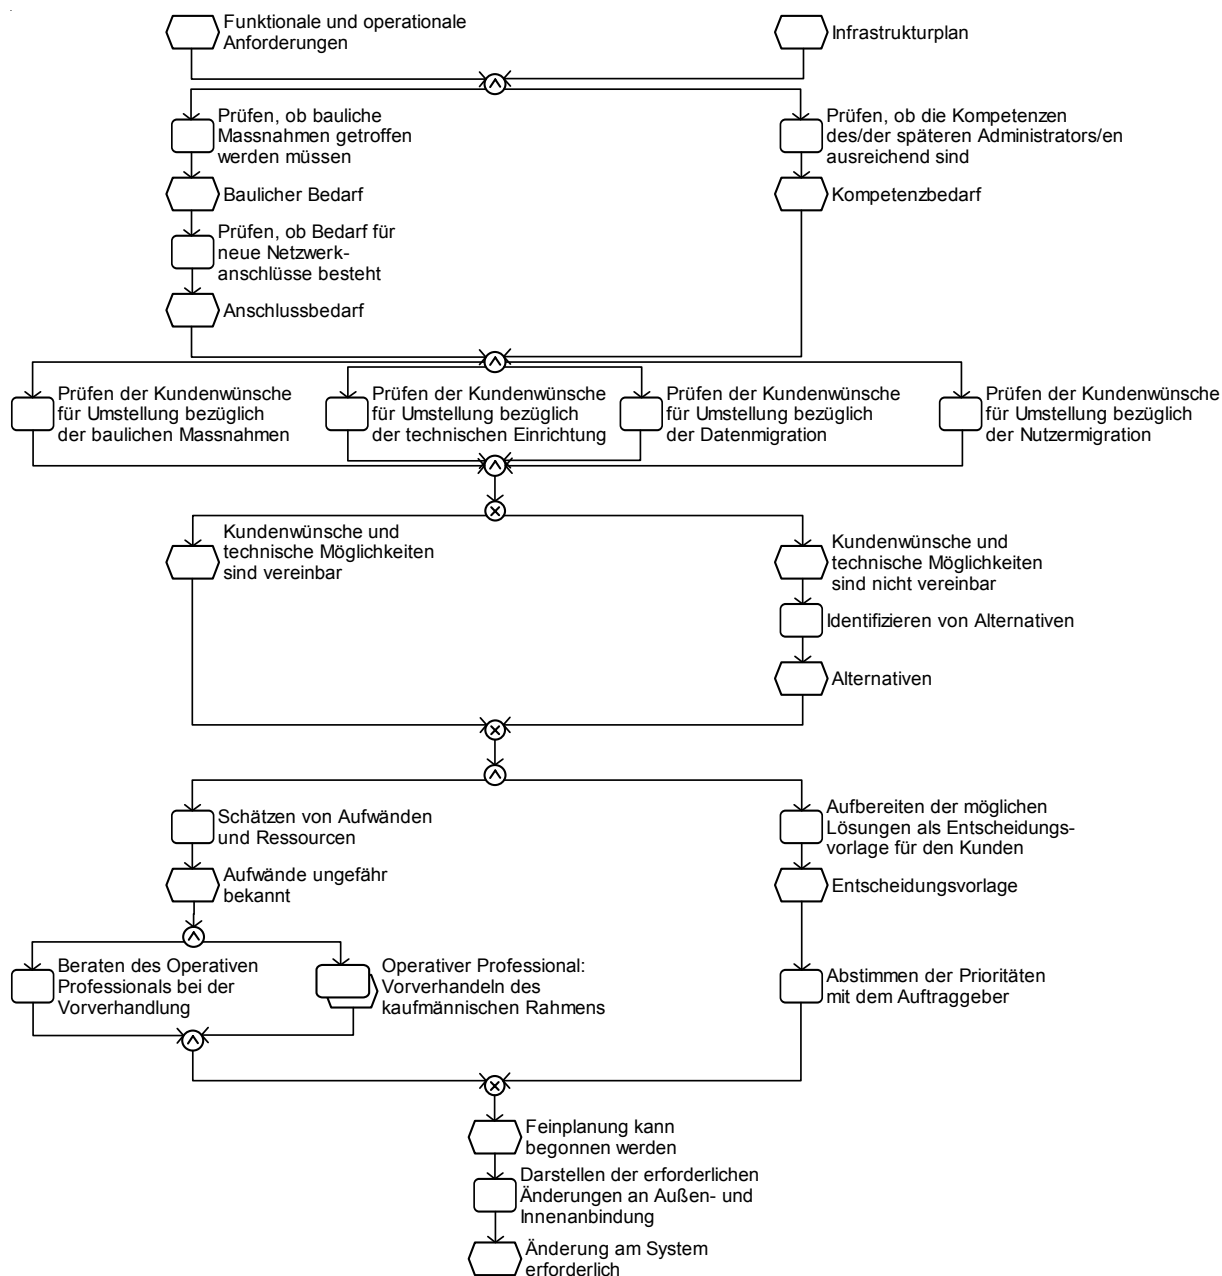 Funktionale und operationale
Anforderungen
Infrastrukturplan
Prüfen, ob bauliche
Massnahmen getroffen
werden müssen
Prüfen, ob die Kompetenzen
des/der späteren Administrators/en
ausreichend sind
Baulicher Bedarf
Kompetenzbedarf
Prüfen, ob Bedarf für
neue Netzwerk-
anschlüsse besteht
Anschlussbedarf
Prüfen der Kundenwünsche
für Umstellung bezüglich
der baulichen Massnahmen
Prüfen der Kundenwünsche
für Umstellung bezüglich
der technischen Einrichtung
Prüfen der Kundenwünsche
für Umstellung bezüglich
der Datenmigration
Prüfen der Kundenwünsche
für Umstellung bezüglich
der Nutzermigration
Kundenwünsche und
technische Möglichkeiten
sind vereinbar
Kundenwünsche und
technische Möglichkeiten
sind nicht vereinbar
Identifizieren von Alternativen
Alternativen
Schätzen von Aufwänden
und Ressourcen
Aufbereiten der möglichen
Lösungen als Entscheidungs-
vorlage für den Kunden
Aufwände ungefähr
bekannt
Entscheidungsvorlage
Beraten des Operativen
Professionals bei der
Vorverhandlung
Operativer Professional:
Vorverhandeln des
kaufmännischen Rahmens
Abstimmen der Prioritäten
mit dem Auftraggeber
Feinplanung kann
begonnen werden
Darstellen der erforderlichen
Änderungen an Außen- und
Innenanbindung
Änderung am System
erforderlich